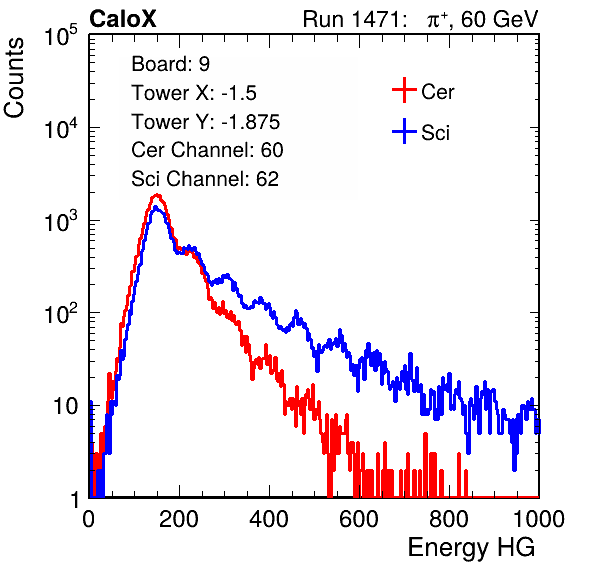 CaloX Run 1471: π⁺, 60 GeV
Counts
10⁵
10⁴
10³
10²
10
1
Board: 9
Tower X: -1.5
Tower Y: -1.875
Cer Channel: 60
Sci Channel: 62
Cer
Sci
0 200 400 600 800 1000
Energy HG